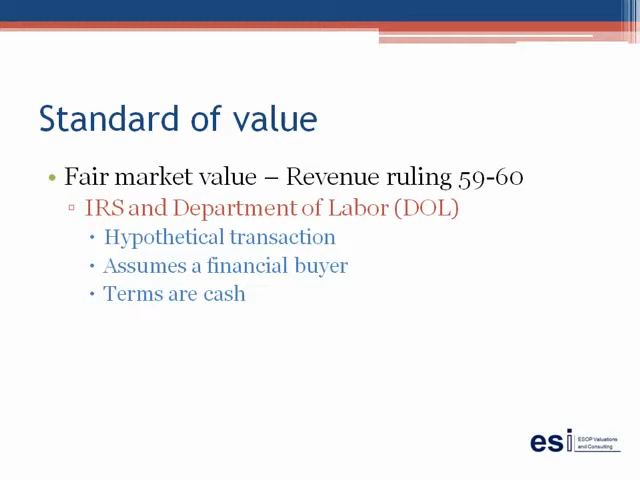 Standard of value
• Fair market value – Revenue ruling 59-60
▫ IRS and Department of Labor (DOL)
▪ Hypothetical transaction
▪ Assumes a financial buyer
▪ Terms are cash
esi ESOP Valuations
and Consulting